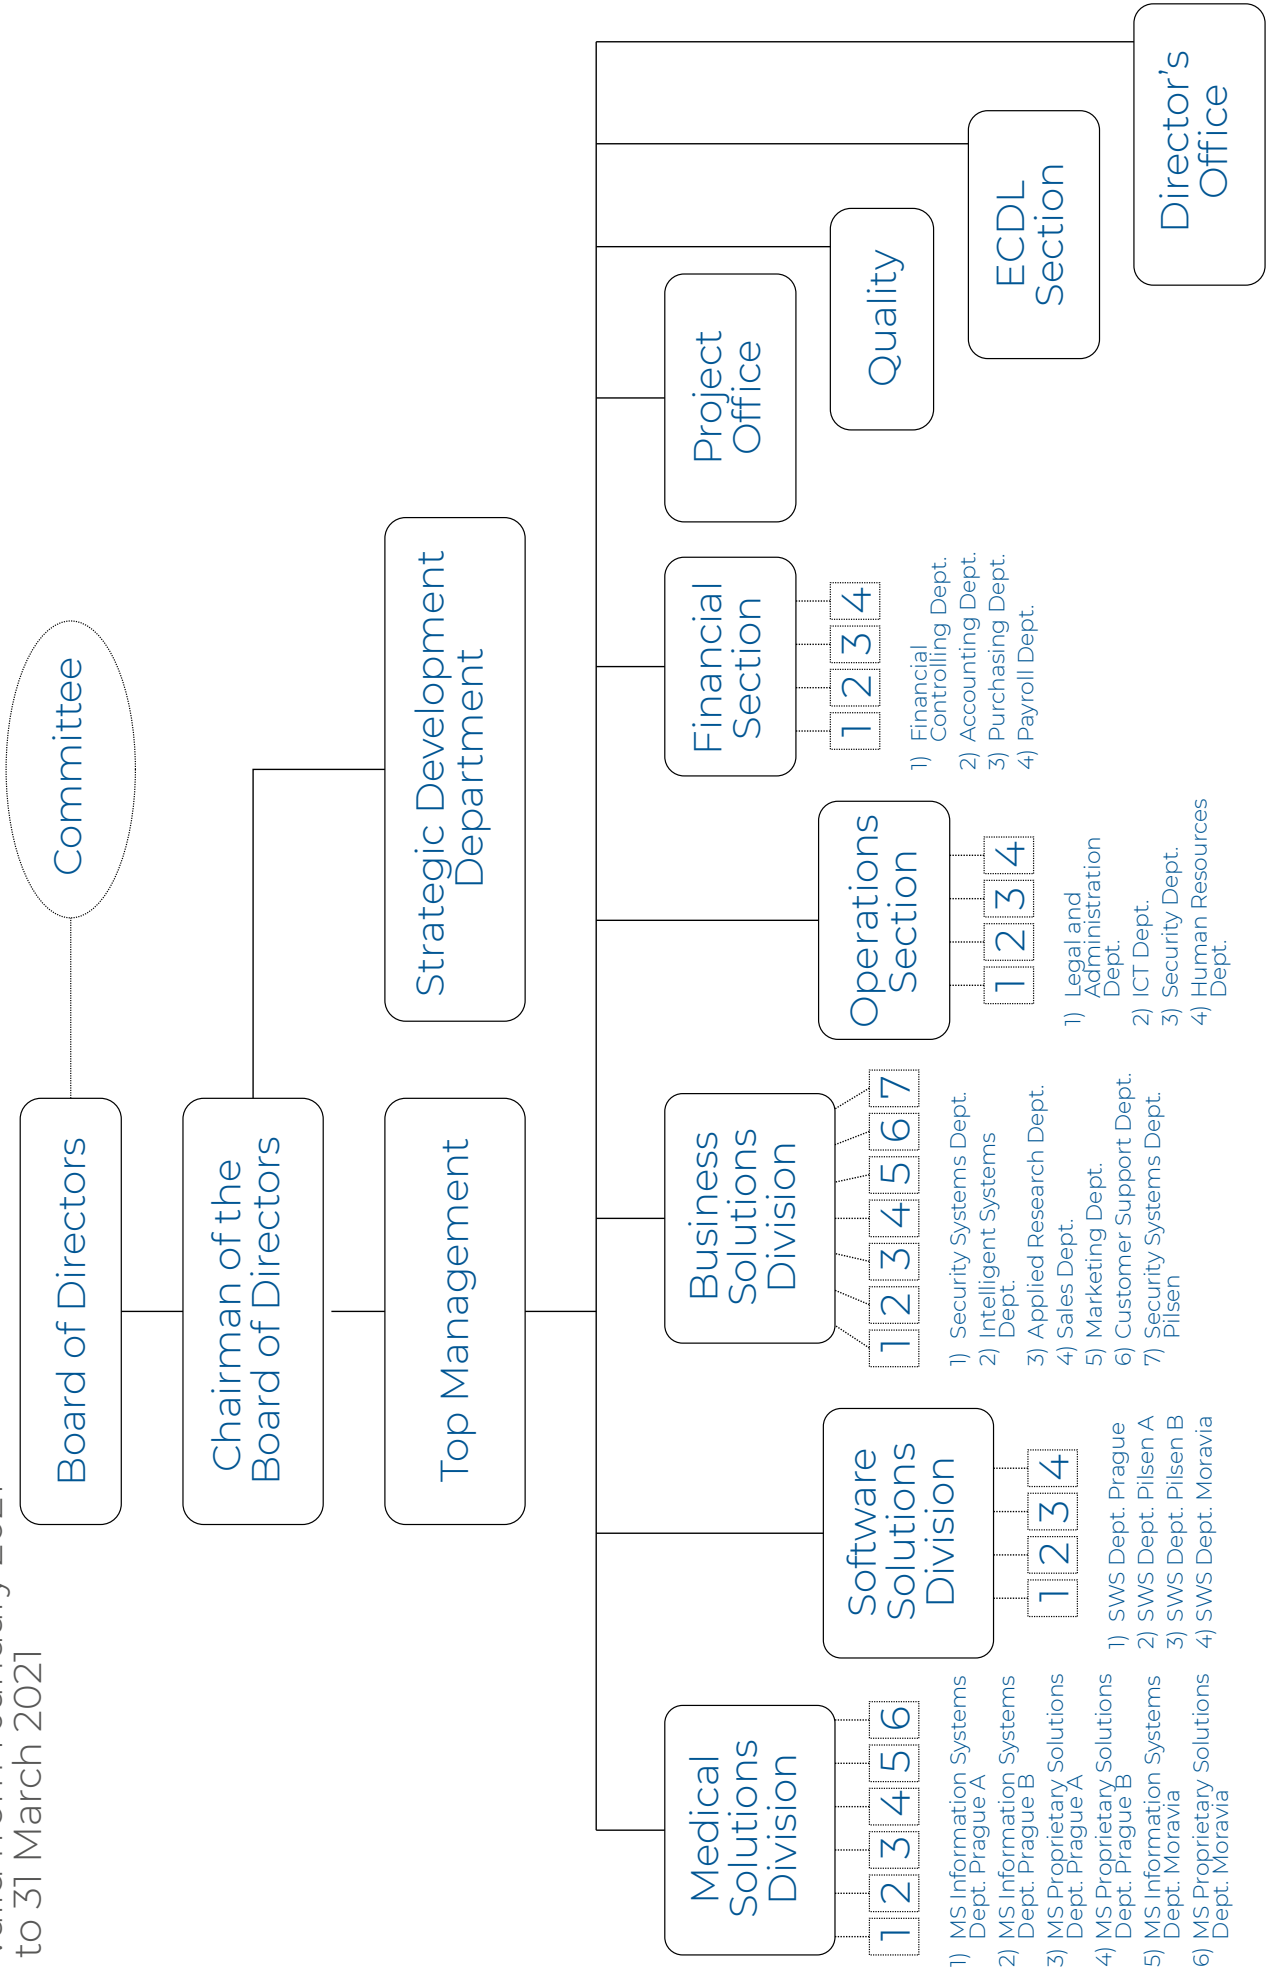 to 31 March 2021
Committee
Board of Directors
Chairman of the
Board of Directors
Strategic Development
Department
Top Management
Medical
Solutions
Division
1 2 3 4 5 6
1) MS Information Systems
Dept. Prague A
2) MS Information Systems
Dept. Prague B
3) MS Proprietary Solutions
Dept. Prague A
4) MS Proprietary Solutions
Dept. Prague B
5) MS Information Systems
Dept. Moravia
6) MS Proprietary Solutions
Dept. Moravia
Software
Solutions
Division
1 2 3 4
1) SWS Dept. Prague
2) SWS Dept. Pilsen A
3) SWS Dept. Pilsen B
4) SWS Dept. Moravia
Business
Solutions
Division
1 2 3 4 5 6 7
1) Security Systems Dept.
2) Intelligent Systems
Dept.
3) Applied Research Dept.
4) Sales Dept.
5) Marketing Dept.
6) Customer Support Dept.
7) Security Systems Dept.
Pilsen
Operations
Section
1 2 3 4
1) Legal and
Administration
Dept.
2) ICT Dept.
3) Security Dept.
4) Human Resources
Dept.
Financial
Section
1 2 3 4
1) Financial
Controlling Dept.
2) Accounting Dept.
3) Purchasing Dept.
4) Payroll Dept.
Project
Office
Quality
ECDL
Section
Director's
Office